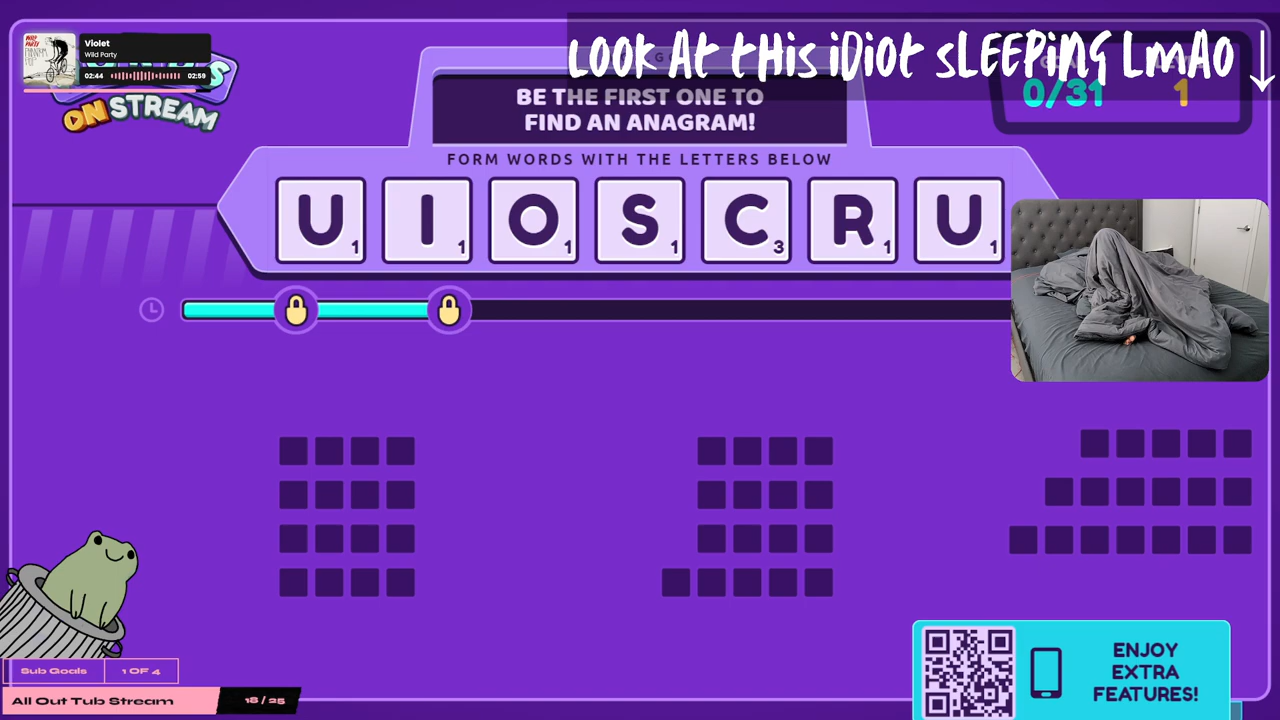 Violet
Wild Party
02:44
02:59
ON STREAM
LOOK At tHis iDiot sLEEPiNG LmAO
0/31
1
BE THE FIRST ONE TO
FIND AN ANAGRAM!
FORM WORDS WITH THE LETTERS BELOW
U 1 I 1 O 1 S 1 C 3 R 1 U 1
Sub Goals 1 OF 4
All Out Tub Stream 18 / 25
ENJOY
EXTRA
FEATURES!